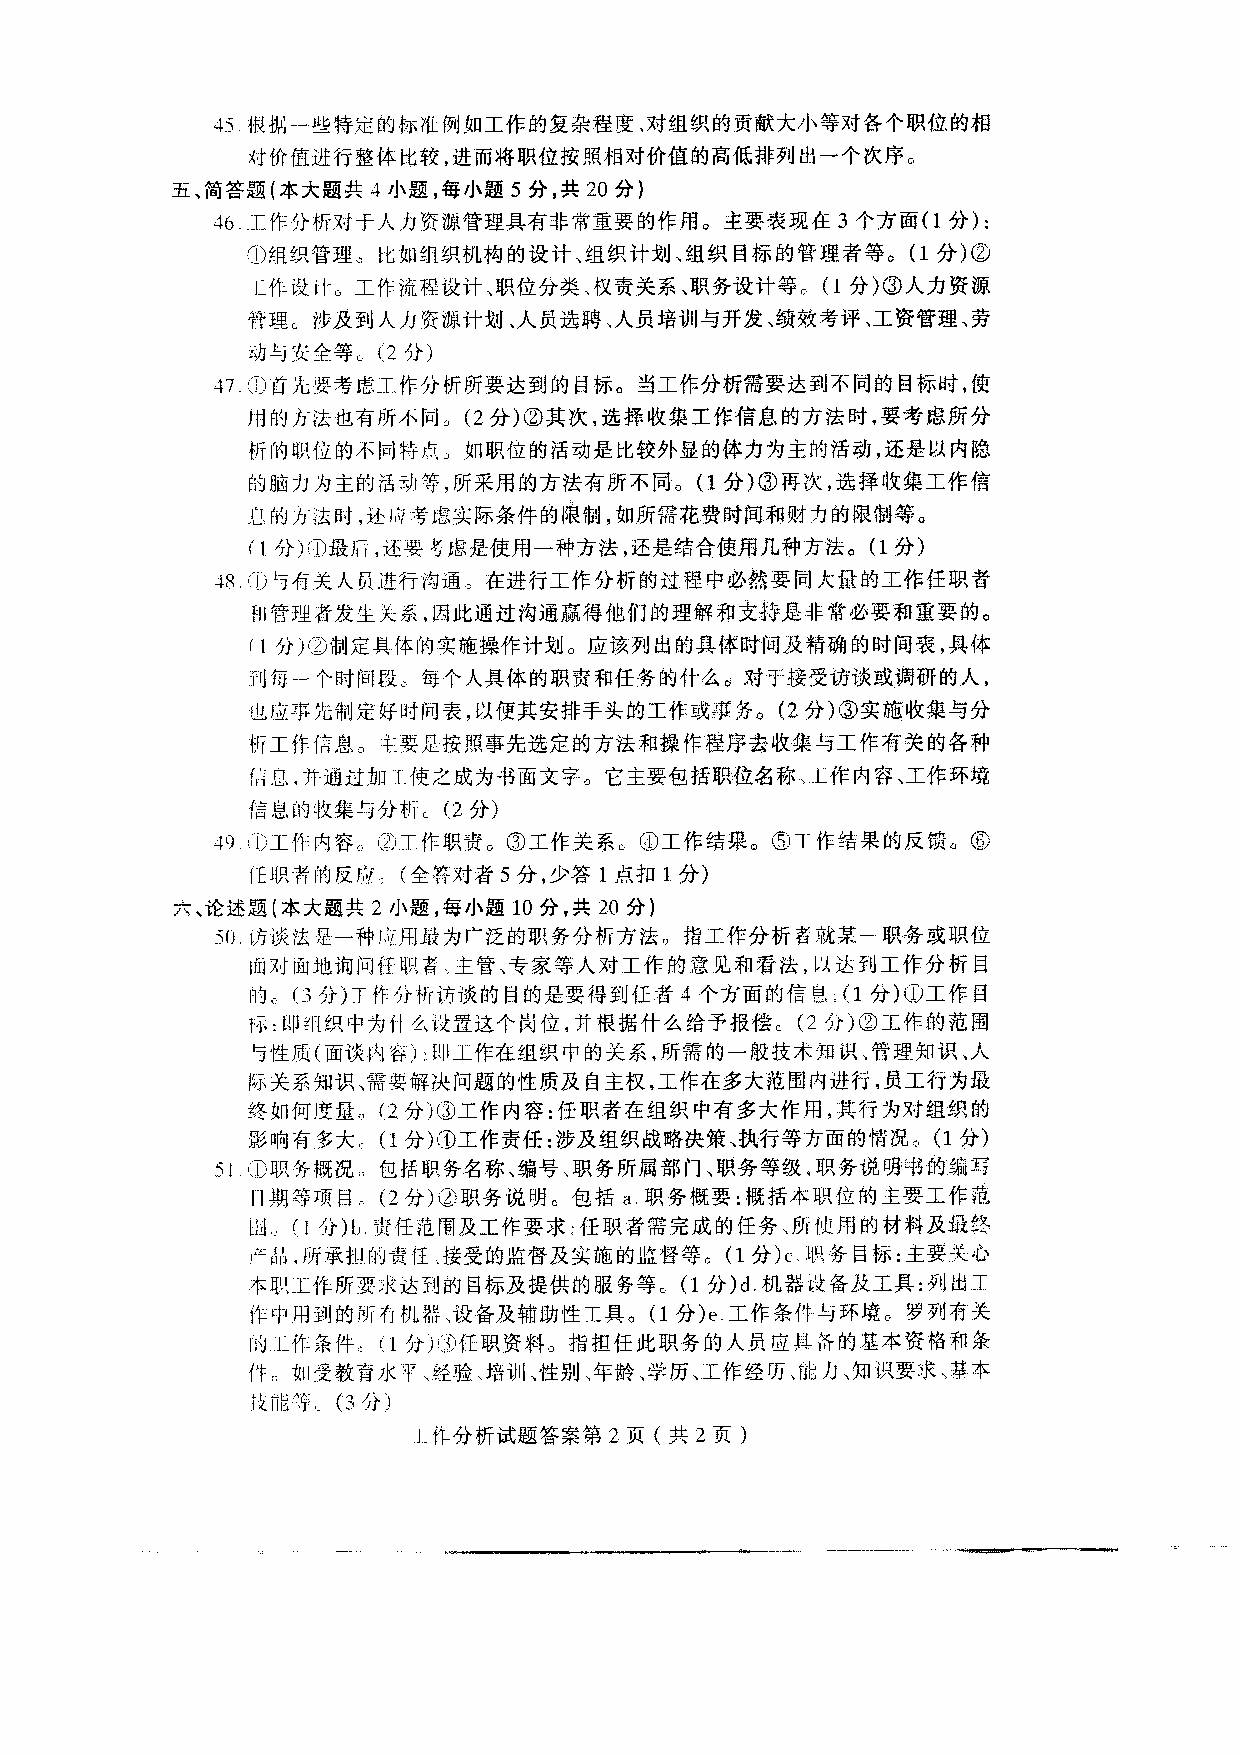 45.根据一些特定的标准例如工作的复杂程度、对组织的贡献大小等对各个职位的相
对价值进行整体比较,进而将职位按照相对价值的高低排列出一个次序。
五、简答题(本大题共4小题,每小题5分,共20分)
46.工作分析对于人力资源管理具有非常重要的作用。主要表现在3个方面(1分):
①组织管理。比如组织机构的设计、组织计划、组织目标的管理者等。(1分)②
工作设计。工作流程设计、职位分类、权责关系、职务设计等。(1分)③人力资源
管理。涉及到人力资源计划、人员选聘、人员培训与开发、绩效考评、工资管理、劳
动与安全等。(2分)
47.①首先要考虑工作分析所要达到的目标。当工作分析需要达到不同的目标时,使
用的方法也有所不同。(2分)②其次,选择收集工作信息的方法时,要考虑所分
析的职位的不同特点。如职位的活动是比较外显的体力为主的活动,还是以内隐
的脑力为主的活动等,所采用的方法有所不同。(1分)③再次,选择收集工作信
息的方法时,还应考虑实际条件的限制,如所需花费时间和财力的限制等。
(1分)④最后,还要考虑是使用一种方法,还是结合使用几种方法。(1分)
48.①与有关人员进行沟通。在进行工作分析的过程中必然要同大量的工作任职者
和管理者发生关系,因此通过沟通赢得他们的理解和支持是非常必要和重要的。
(1分)②制定具体的实施操作计划。应该列出的具体时间及精确的时间表,具体
到每一个时间段。每个人具体的职责和任务的什么。对于接受访谈或调研的人,
也应事先制定好时间表,以便其安排手头的工作或事务。(2分)③实施收集与分
析工作信息。主要是按照事先选定的方法和操作程序去收集与工作有关的各种
信息,并通过加工使之成为书面文字。它主要包括职位名称、工作内容、工作环境
信息的收集与分析。(2分)
49.①工作内容。②工作职责。③工作关系。④工作结果。⑤工作结果的反馈。⑥
任职者的反应。(全答对者5分,少答1点扣1分)
六、论述题(本大题共2小题,每小题10分,共20分)
50.访谈法是一种应用最为广泛的职务分析方法。指工作分析者就某一职务或职位
面对面地询问任职者、主管、专家等人对工作的意见和看法,以达到工作分析目
的。(3分)工作分析访谈的目的是要得到任者4个方面的信息:(1分)①工作目
标:即组织中为什么设置这个岗位,并根据什么给予报偿。(2分)②工作的范围
与性质(面谈内容):即工作在组织中的关系,所需的一般技术知识、管理知识、人
际关系知识、需要解决问题的性质及自主权,工作在多大范围内进行,员工行为最
终如何度量。(2分)③工作内容:任职者在组织中有多大作用,其行为对组织的
影响有多大。(1分)④工作责任:涉及组织战略决策、执行等方面的情况。(1分)
51.①职务概况。包括职务名称、编号、职务所属部门、职务等级、职务说明书的编写
日期等项目。(2分)②职务说明。包括a.职务概要:概括本职位的主要工作范
围。(1分)b.责任范围及工作要求:任职者需完成的任务、所使用的材料及最终
产品,所承担的责任、接受的监督及实施的监督等。(1分)c.职务目标:主要关心
本职工作所要求达到的目标及提供的服务等。(1分)d.机器设备及工具:列出工
作中用到的所有机器、设备及辅助性工具。(1分)e.工作条件与环境。罗列有关
的工作条件。(1分)③任职资料。指担任此职务的人员应具备的基本资格和条
件。如受教育水平、经验、培训、性别、年龄、学历、工作经历、能力、知识要求、基本
技能等。(3分)
工作分析试题答案第2页(共2页)